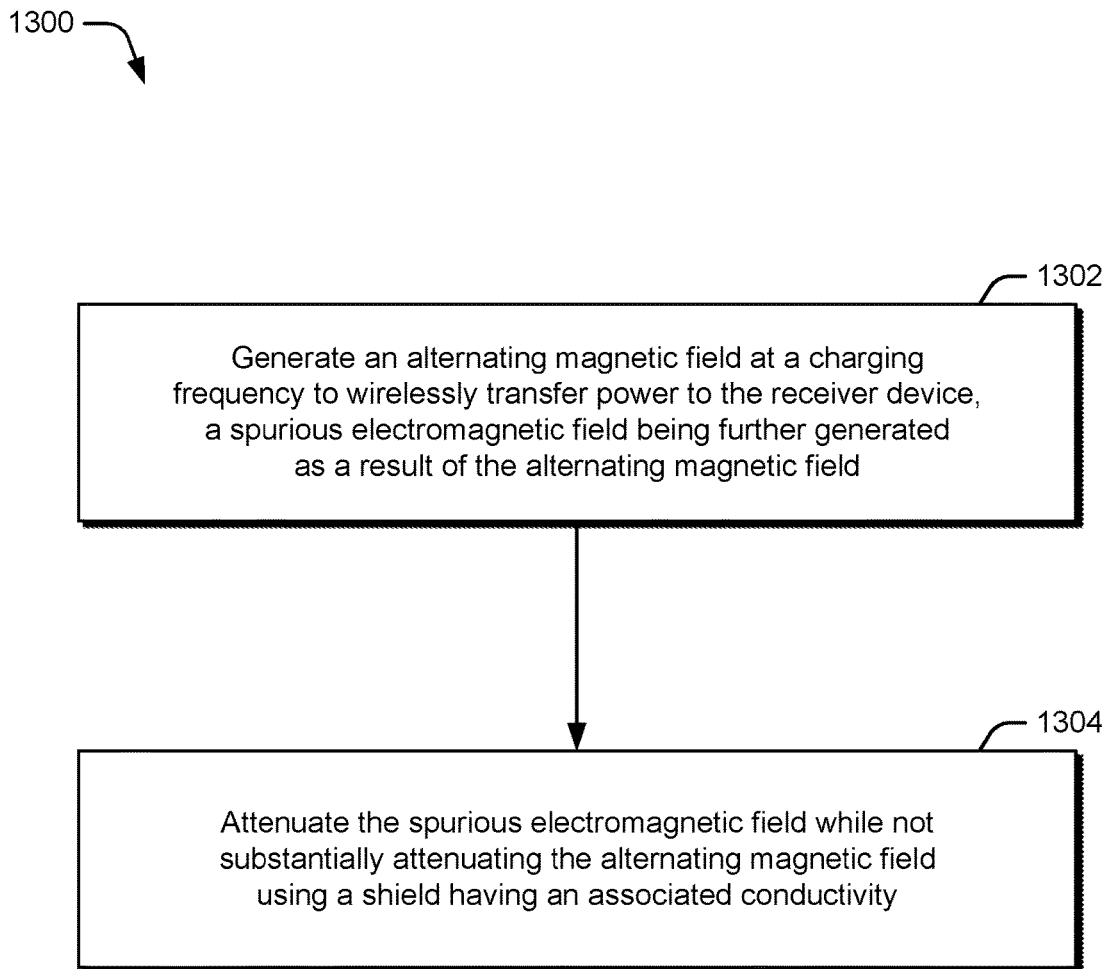 1300
1302
Generate an alternating magnetic field at a charging
frequency to wirelessly transfer power to the receiver device,
a spurious electromagnetic field being further generated
as a result of the alternating magnetic field
1304
Attenuate the spurious electromagnetic field while not
substantially attenuating the alternating magnetic field
using a shield having an associated conductivity